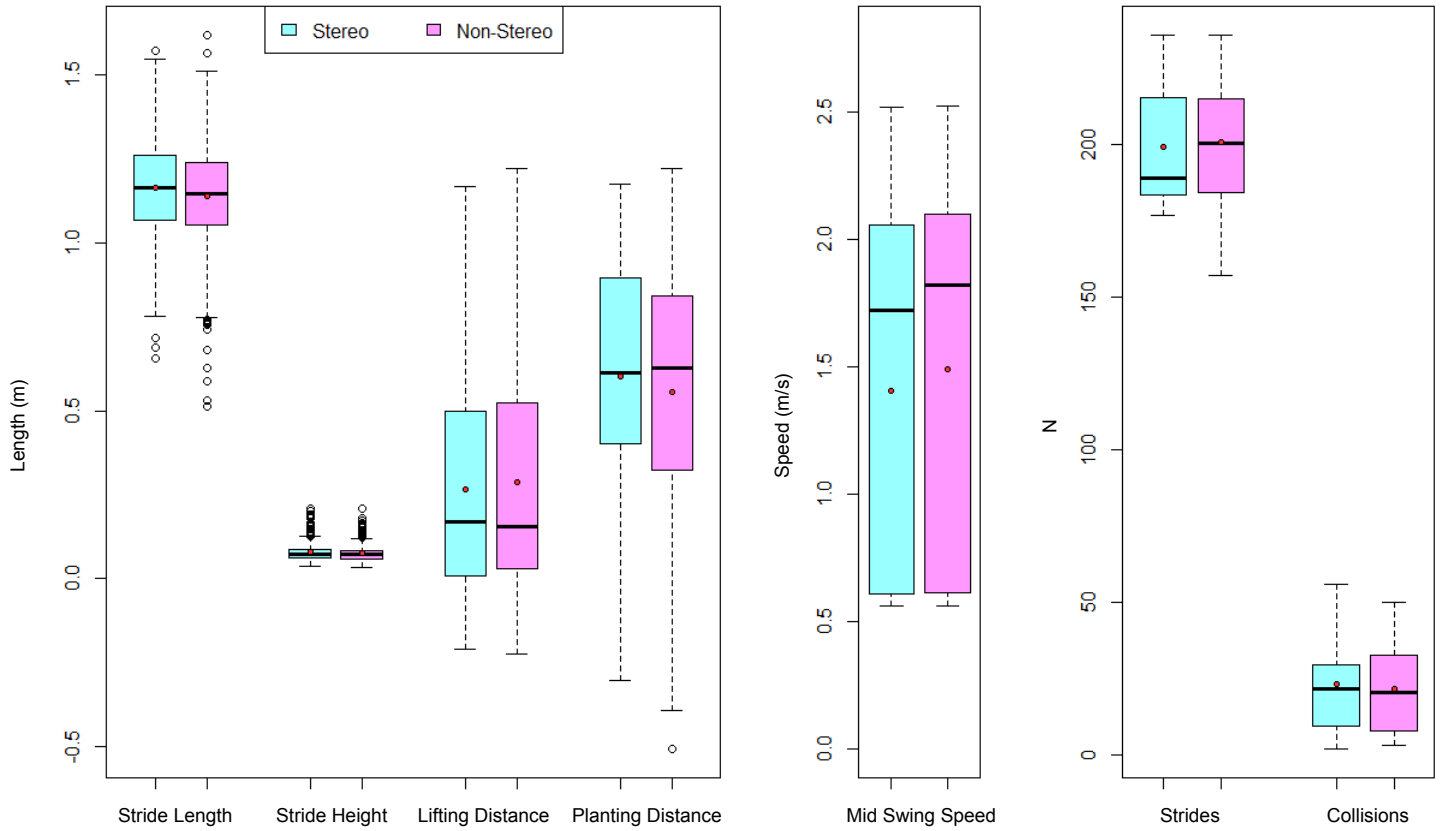 Stereo Non-Stereo
Length (m)
1.5
1.0
0.5
0.0
-0.5
Stride Length Stride Height Lifting Distance Planting Distance
Speed (m/s)
2.5
2.0
1.5
1.0
0.5
0.0
Mid Swing Speed
N
200
150
100
50
0
Strides Collisions